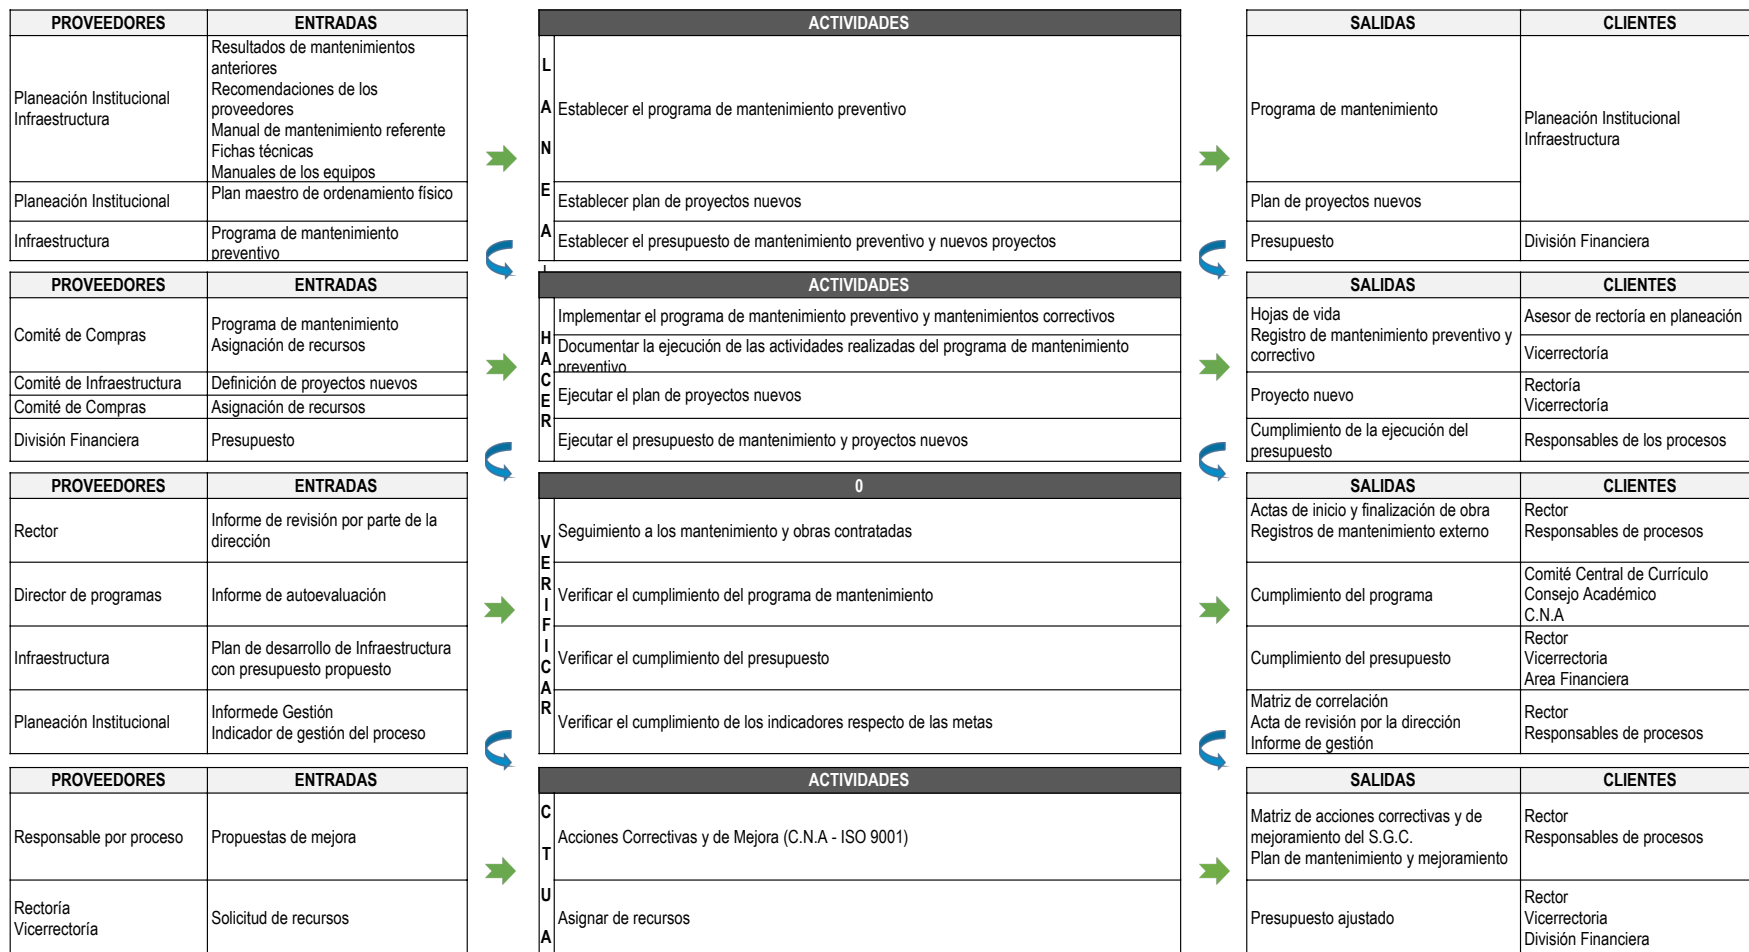 PROVEEDORES ENTRADAS ACTIVIDADES SALIDAS CLIENTES
Planeación Institucional
Infraestructura
Resultados de mantenimientos
anteriores
Recomendaciones de los
proveedores
Manual de mantenimiento referente
Fichas técnicas
Manuales de los equipos
L
A
N
E
A
Establecer el programa de mantenimiento preventivo
Programa de mantenimiento
Planeación Institucional
Infraestructura
Planeación Institucional
Plan maestro de ordenamiento físico
Establecer plan de proyectos nuevos
Plan de proyectos nuevos
Infraestructura
Programa de mantenimiento
preventivo
Establecer el presupuesto de mantenimiento preventivo y nuevos proyectos
Presupuesto
División Financiera
PROVEEDORES ENTRADAS ACTIVIDADES SALIDAS CLIENTES
Comité de Compras
Programa de mantenimiento
Asignación de recursos
H
A
C
E
R
Implementar el programa de mantenimiento preventivo y mantenimientos correctivos
Documentar la ejecución de las actividades realizadas del programa de mantenimiento
preventivo
Hojas de vida
Registro de mantenimiento preventivo y
correctivo
Asesor de rectoría en planeación
Vicerrectoría
Comité de Infraestructura
Definición de proyectos nuevos
Comité de Compras
Asignación de recursos
Ejecutar el plan de proyectos nuevos
Proyecto nuevo
Rectoría
Vicerrectoría
División Financiera
Presupuesto
Ejecutar el presupuesto de mantenimiento y proyectos nuevos
Cumplimiento de la ejecución del
presupuesto
Responsables de los procesos
PROVEEDORES ENTRADAS 0 SALIDAS CLIENTES
Rector
Informe de revisión por parte de la
dirección
V
E
R
I
F
I
C
A
R
Seguimiento a los mantenimiento y obras contratadas
Actas de inicio y finalización de obra
Registros de mantenimiento externo
Rector
Responsables de procesos
Director de programas
Informe de autoevaluación
Verificar el cumplimiento del programa de mantenimiento
Cumplimiento del programa
Comité Central de Currículo
Consejo Académico
C.N.A
Infraestructura
Plan de desarrollo de Infraestructura
con presupuesto propuesto
Verificar el cumplimiento del presupuesto
Cumplimiento del presupuesto
Rector
Vicerrectoria
Area Financiera
Planeación Institucional
Informede Gestión
Indicador de gestión del proceso
Verificar el cumplimiento de los indicadores respecto de las metas
Matriz de correlación
Acta de revisión por la dirección
Informe de gestión
Rector
Responsables de procesos
PROVEEDORES ENTRADAS ACTIVIDADES SALIDAS CLIENTES
Responsable por proceso
Propuestas de mejora
C
T
U
A
Acciones Correctivas y de Mejora (C.N.A - ISO 9001)
Matriz de acciones correctivas y de
mejoramiento del S.G.C.
Plan de mantenimiento y mejoramiento
Rector
Responsables de procesos
Rectoría
Vicerrectoría
Solicitud de recursos
Asignar de recursos
Presupuesto ajustado
Rector
Vicerrectoria
División Financiera